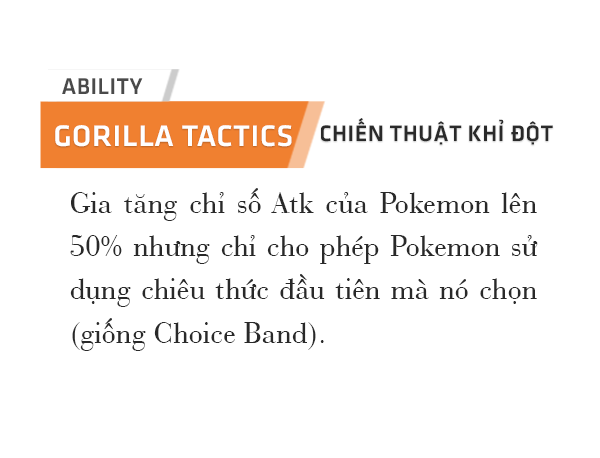 ABILITY
GORILLA TACTICS CHIẾN THUẬT KHỈ ĐỘT
Gia tăng chỉ số Atk của Pokemon lên
50% nhưng chỉ cho phép Pokemon sử
dụng chiêu thức đầu tiên mà nó chọn
(giống Choice Band).